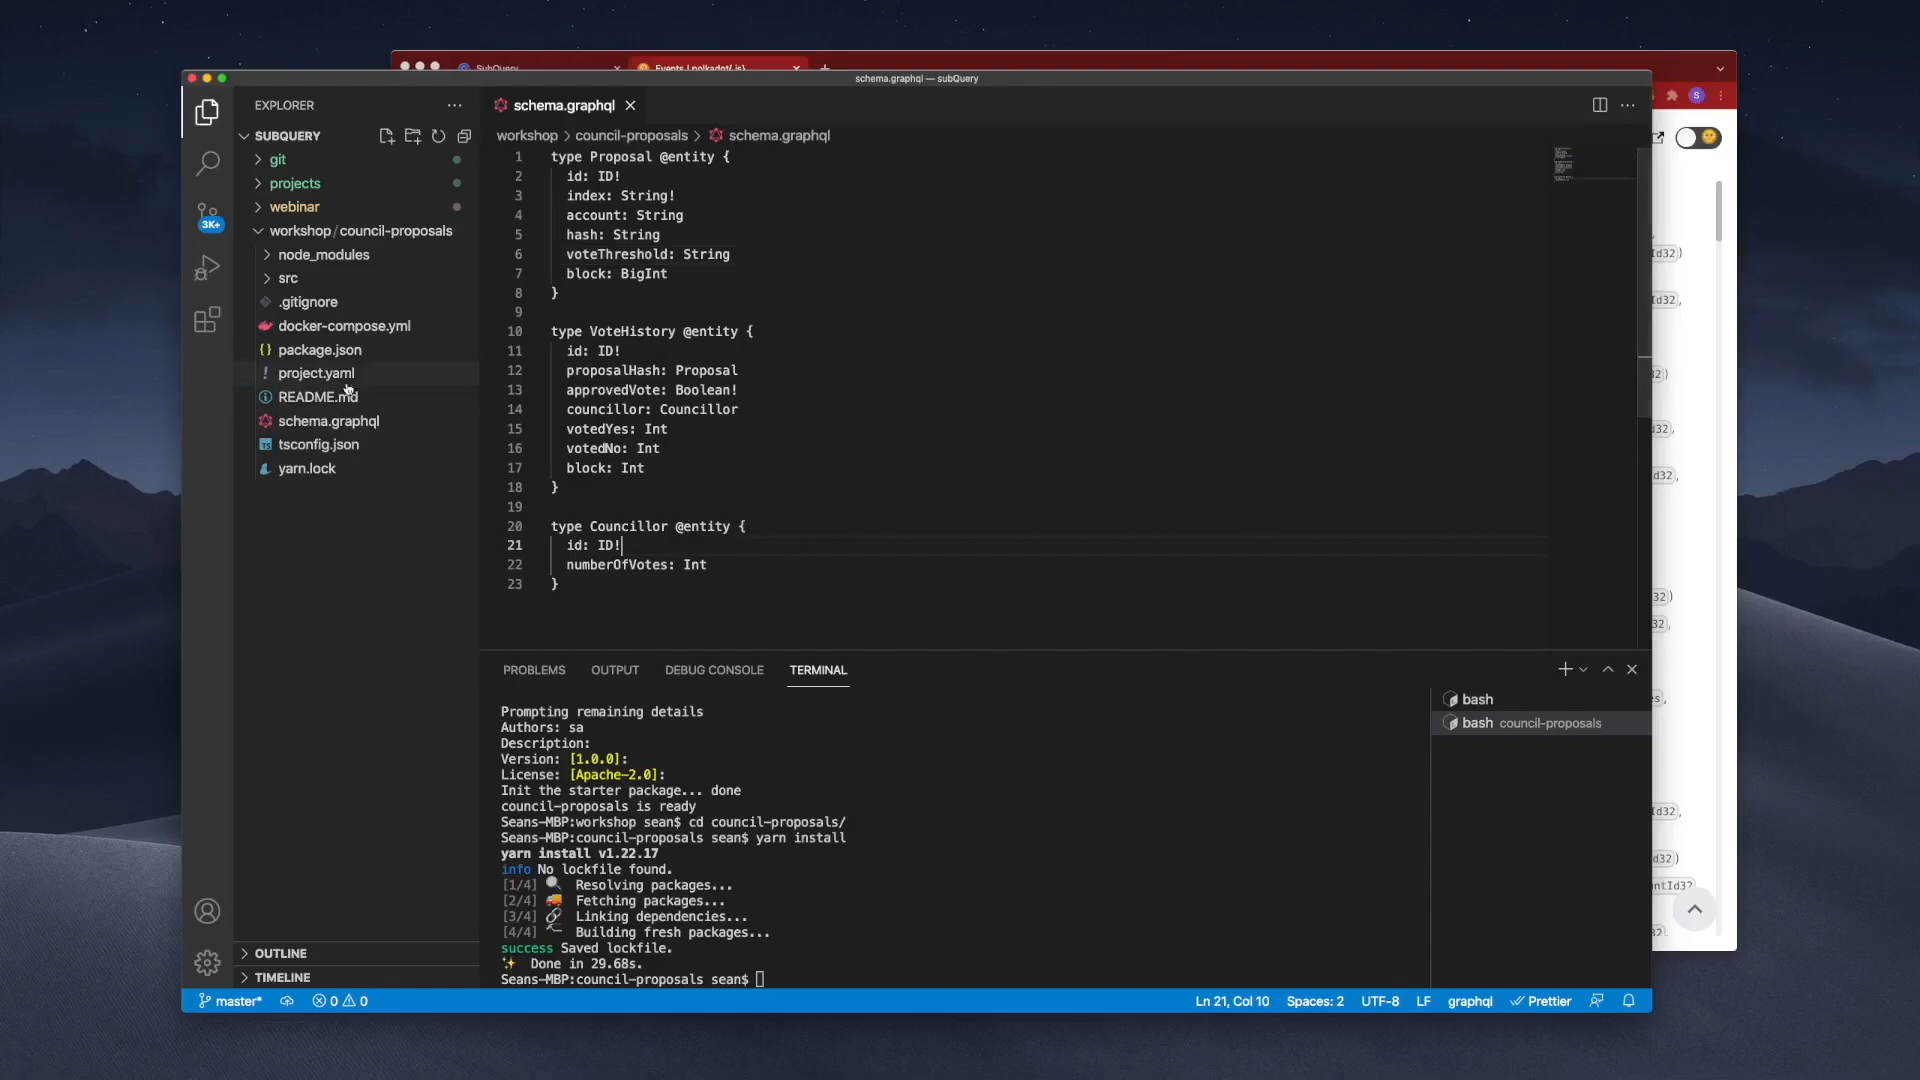 SubQuery
Events | polkadot{.js}
schema.graphql — subQuery
EXPLORER
schema.graphql
SUBQUERY
workshop > council-proposals > schema.graphql
git
projects
webinar
workshop / council-proposals
node_modules
src
.gitignore
docker-compose.yml
package.json
project.yaml
README.md
schema.graphql
tsconfig.json
yarn.lock
3K+
OUTLINE
TIMELINE
1 type Proposal @entity {
2 id: ID!
3 index: String!
4 account: String
5 hash: String
6 voteThreshold: String
7 block: BigInt
8 }
9
10 type VoteHistory @entity {
11 id: ID!
12 proposalHash: Proposal
13 approvedVote: Boolean!
14 councillor: Councillor
15 votedYes: Int
16 votedNo: Int
17 block: Int
18 }
19
20 type Councillor @entity {
21 id: ID!
22 numberOfVotes: Int
23 }
PROBLEMS OUTPUT DEBUG CONSOLE TERMINAL
Prompting remaining details
Authors: sa
Description:
Version: [1.0.0]:
License: [Apache-2.0]:
Init the starter package... done
council-proposals is ready
Seans-MBP:workshop sean$ cd council-proposals/
Seans-MBP:council-proposals sean$ yarn install
yarn install v1.22.17
info No lockfile found.
[1/4] Resolving packages...
[2/4] Fetching packages...
[3/4] Linking dependencies...
[4/4] Building fresh packages...
success Saved lockfile.
Done in 29.68s.
Seans-MBP:council-proposals sean$
bash
bash council-proposals
master* 0 0
Ln 21, Col 10 Spaces: 2 UTF-8 LF graphql Prettier
S